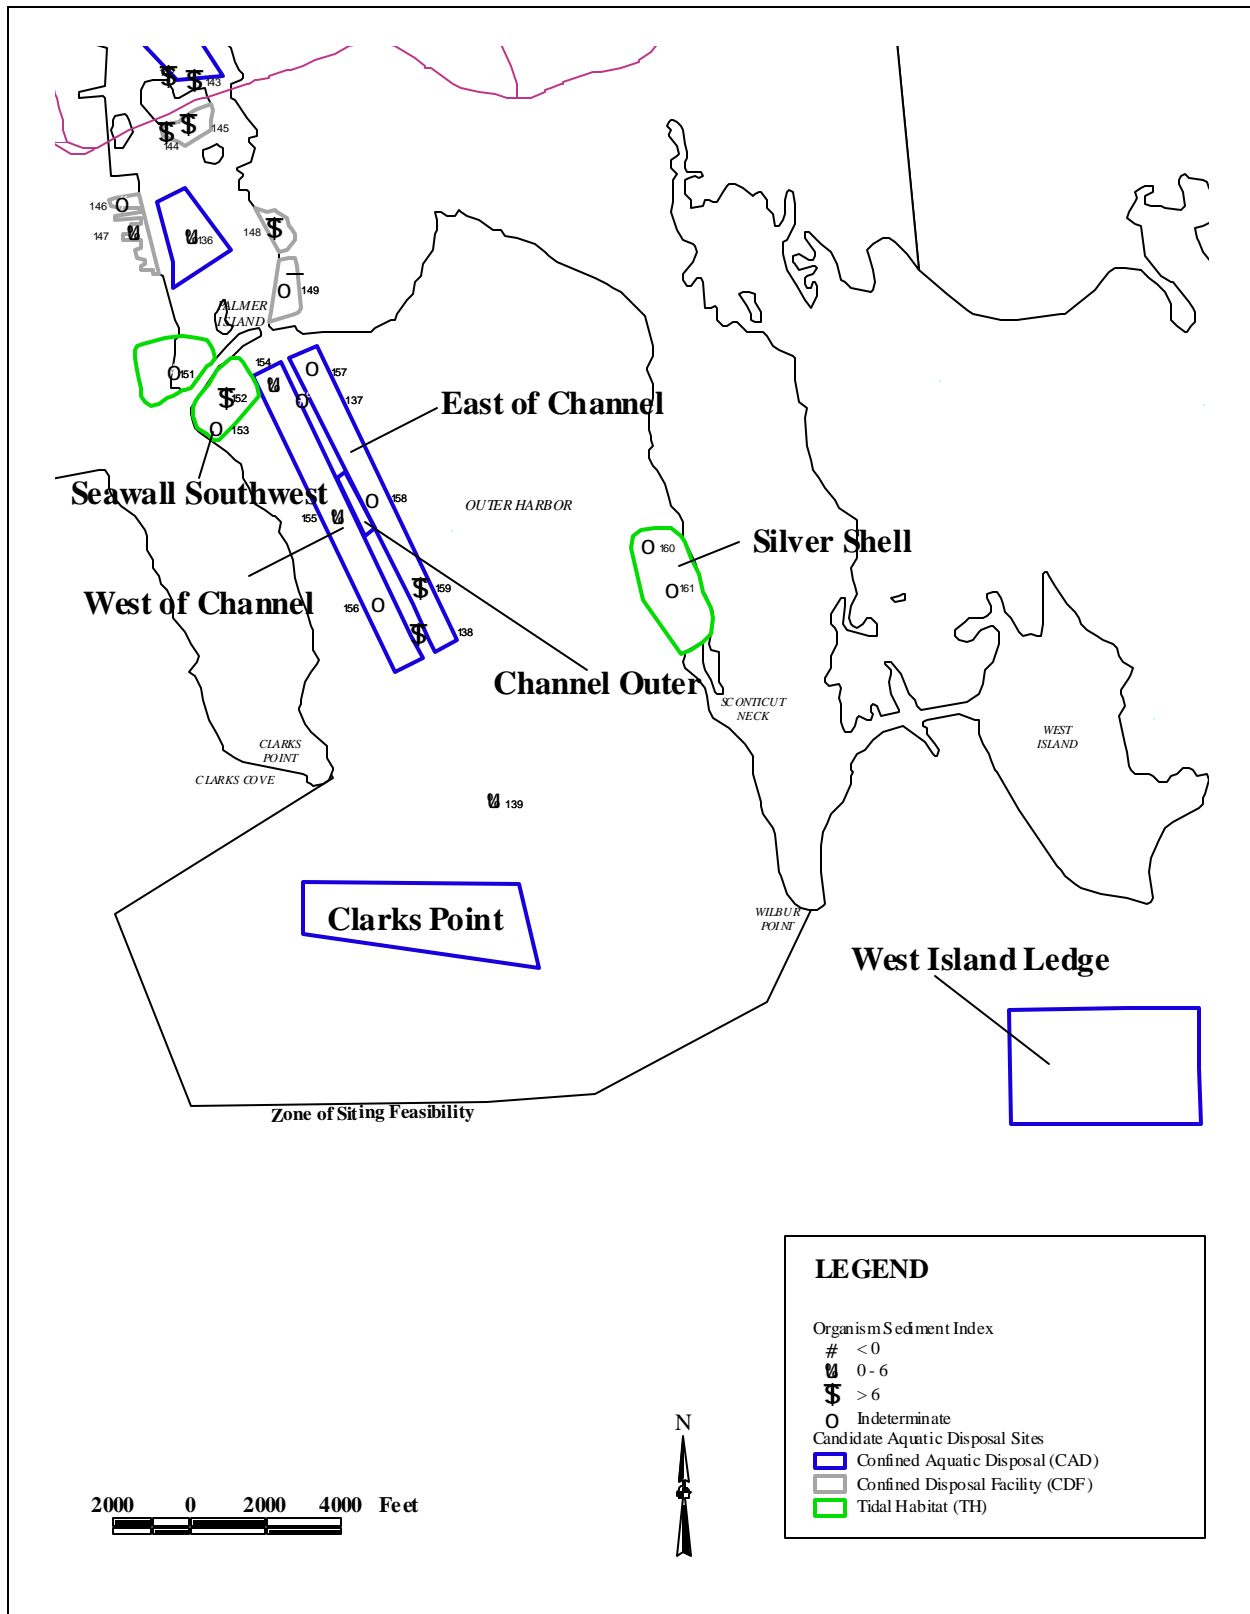 143
145
144
146
147
136
148
149
PALMER
ISLAND
151
154
157
152
137
East of Channel
153
Seawall Southwest
158
OUTER HARBOR
155
Silver Shell
160
161
West of Channel
159
156
138
Channel Outer
SCONTICUT
NECK
WEST
ISLAND
CLARKS
POINT
CLARKS COVE
139
Clarks Point
WILBUR
POINT
West Island Ledge
Zone of Siting Feasibility
LEGEND
Organism Sediment Index
# < 0
0 - 6
$ > 6
O Indeterminate
Candidate Aquatic Disposal Sites
Confined Aquatic Disposal (CAD)
Confined Disposal Facility (CDF)
Tidal Habitat (TH)
N
2000 0 2000 4000 Feet